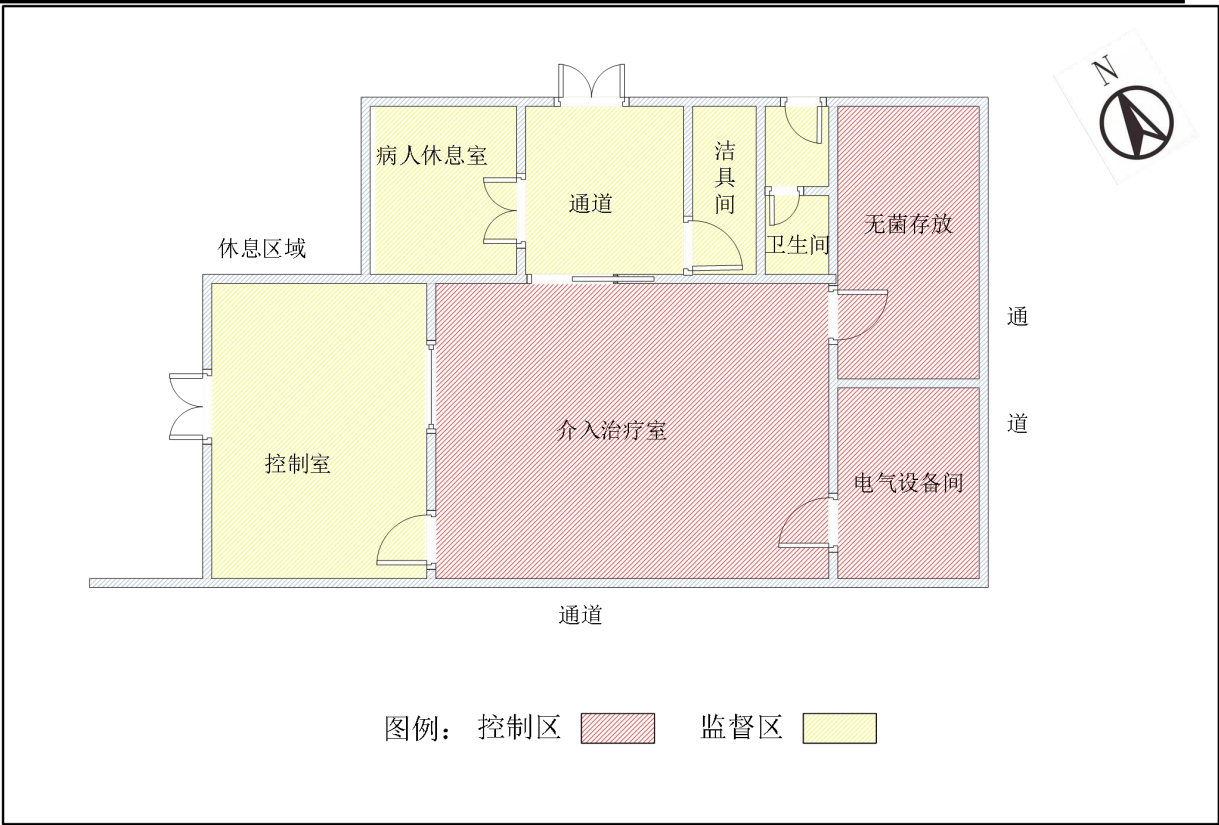 N
病人休息室
通道
洁具间
卫生间
无菌存放
休息区域
通道
介入治疗室
控制室
电气设备间
通道
图例： 控制区 监督区